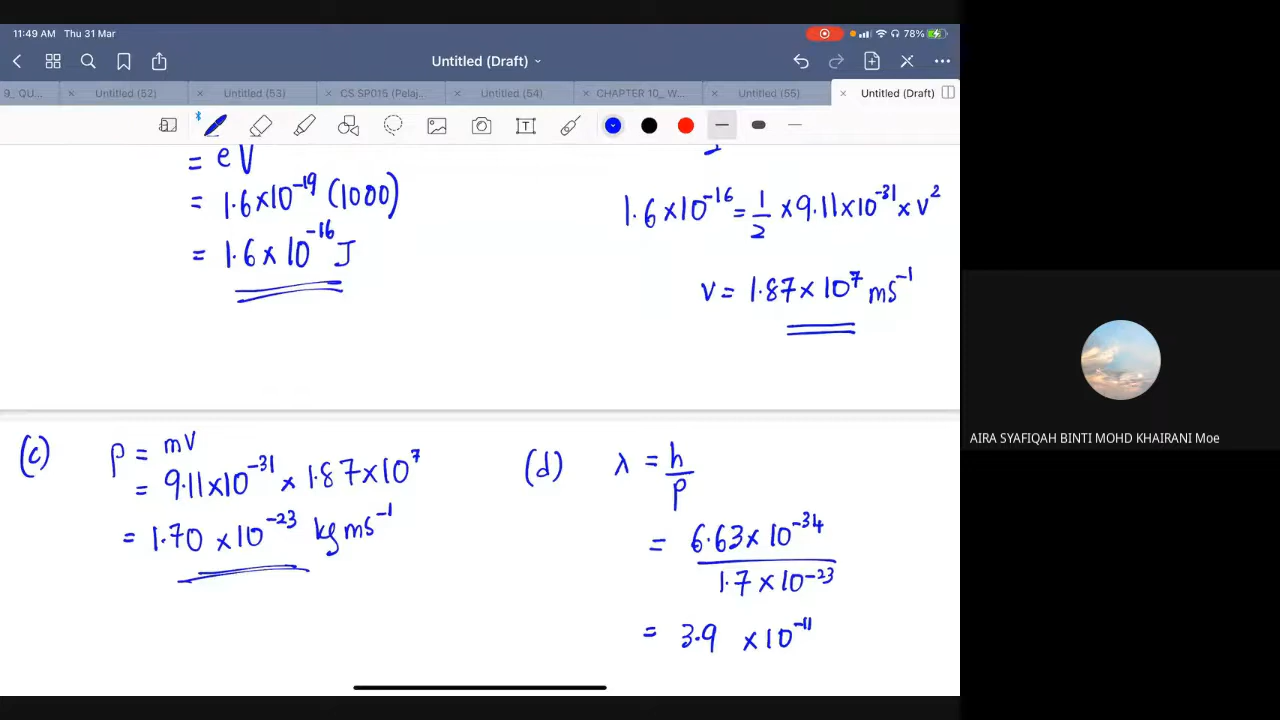 11:49 AM Thu 31 Mar
78%
Untitled (Draft)
9_ QU...
Untitled (52)
Untitled (53)
CS SP015 (Pelaj...
Untitled (54)
CHAPTER 10_ W...
Untitled (55)
Untitled (Draft)
= eV
= 1.6×10⁻¹⁹ (1000)
= 1.6 × 10⁻¹⁶ J
1.6 × 10⁻¹⁶ = 1/2 × 9.11×10⁻³¹ × v²
v = 1.87 × 10⁷ ms⁻¹
(c) p = mv
= 9.11×10⁻³¹ × 1.87×10⁷
= 1.70 × 10⁻²³ kg ms⁻¹
(d) λ = h/p
= 6.63 × 10⁻³⁴ / 1.7 × 10⁻²³
= 3.9 × 10⁻¹¹
AIRA SYAFIQAH BINTI MOHD KHAIRANI Moe